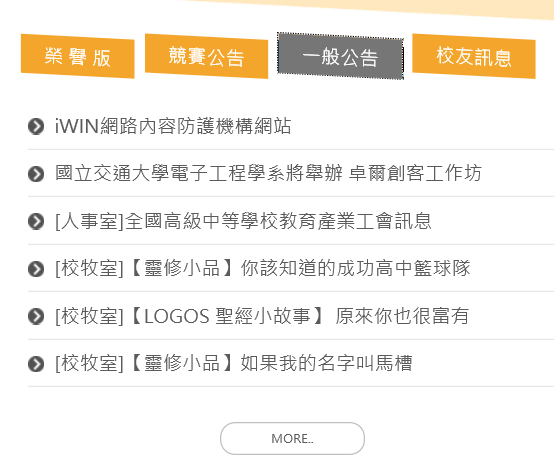 榮譽版
競賽公告
一般公告
校友訊息
iWIN網路內容防護機構網站
國立交通大學電子工程學系將舉辦 卓爾創客工作坊
[人事室]全國高級中等學校教育產業工會訊息
[校牧室]【靈修小品】你該知道的成功高中籃球隊
[校牧室]【LOGOS 聖經小故事】 原來你也很富有
[校牧室]【靈修小品】如果我的名字叫馬槽
MORE..